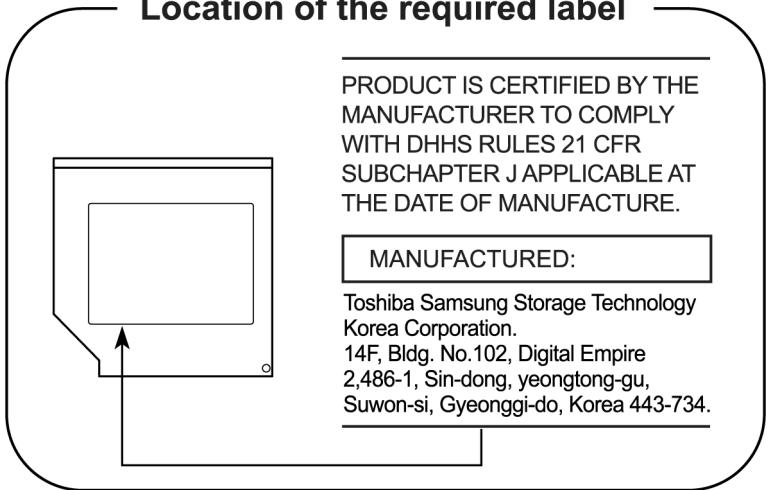 Location of the required label
PRODUCT IS CERTIFIED BY THE
MANUFACTURER TO COMPLY
WITH DHHS RULES 21 CFR
SUBCHAPTER J APPLICABLE AT
THE DATE OF MANUFACTURE.
MANUFACTURED:
Toshiba Samsung Storage Technology
Korea Corporation.
14F, Bldg. No.102, Digital Empire
2,486-1, Sin-dong, yeongtong-gu,
Suwon-si, Gyeonggi-do, Korea 443-734.